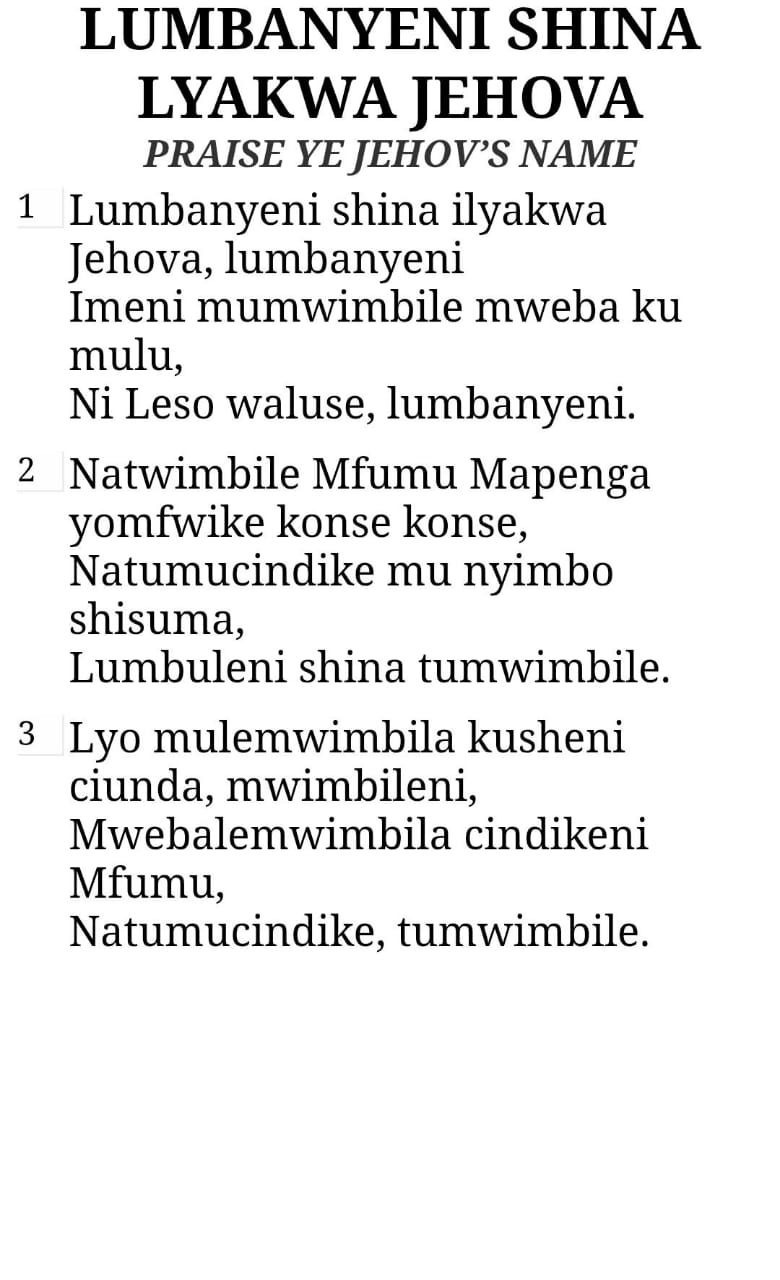 LUMBANYENI SHINA
LYAKWA JEHOVA
PRAISE YE JEHOV’S NAME
1 Lumbanyeni shina ilyakwa
Jehova, lumbanyeni
Imeni mumwimbile mweba ku
mulu,
Ni Leso waluse, lumbanyeni.
2 Natwimbile Mfumu Mapenga
yomfwike konse konse,
Natumucindike mu nyimbo
shisuma,
Lumbuleni shina tumwimbile.
3 Lyo mulemwimbila kusheni
ciunda, mwimbileni,
Mwebalemwimbila cindikeni
Mfumu,
Natumucindike, tumwimbile.